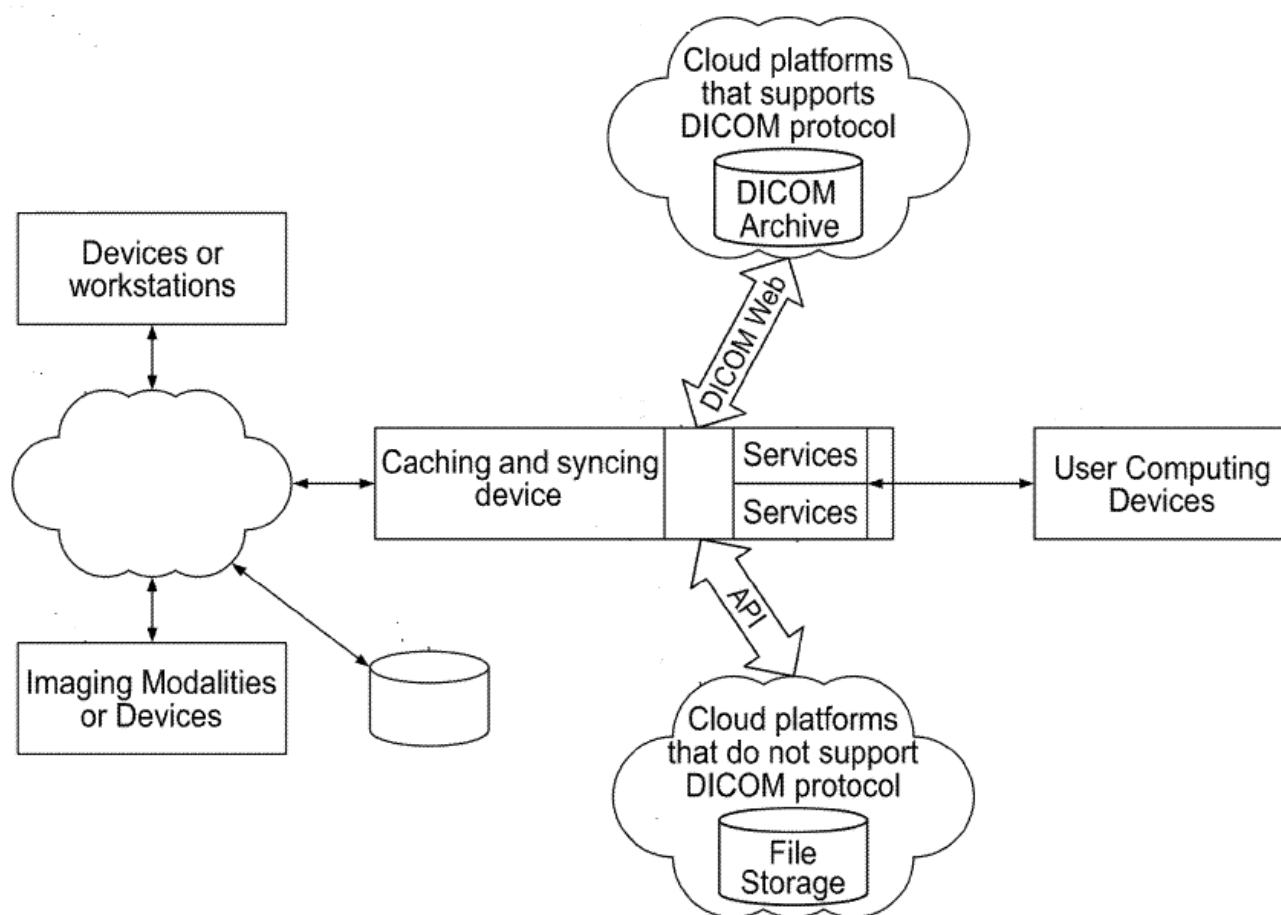 Cloud platforms
that supports
DICOM protocol
DICOM
Archive
Devices or
workstations
DICOM Web
Caching and syncing
device
Services
Services
User Computing
Devices
API
Imaging Modalities
or Devices
Cloud platforms
that do not support
DICOM protocol
File
Storage